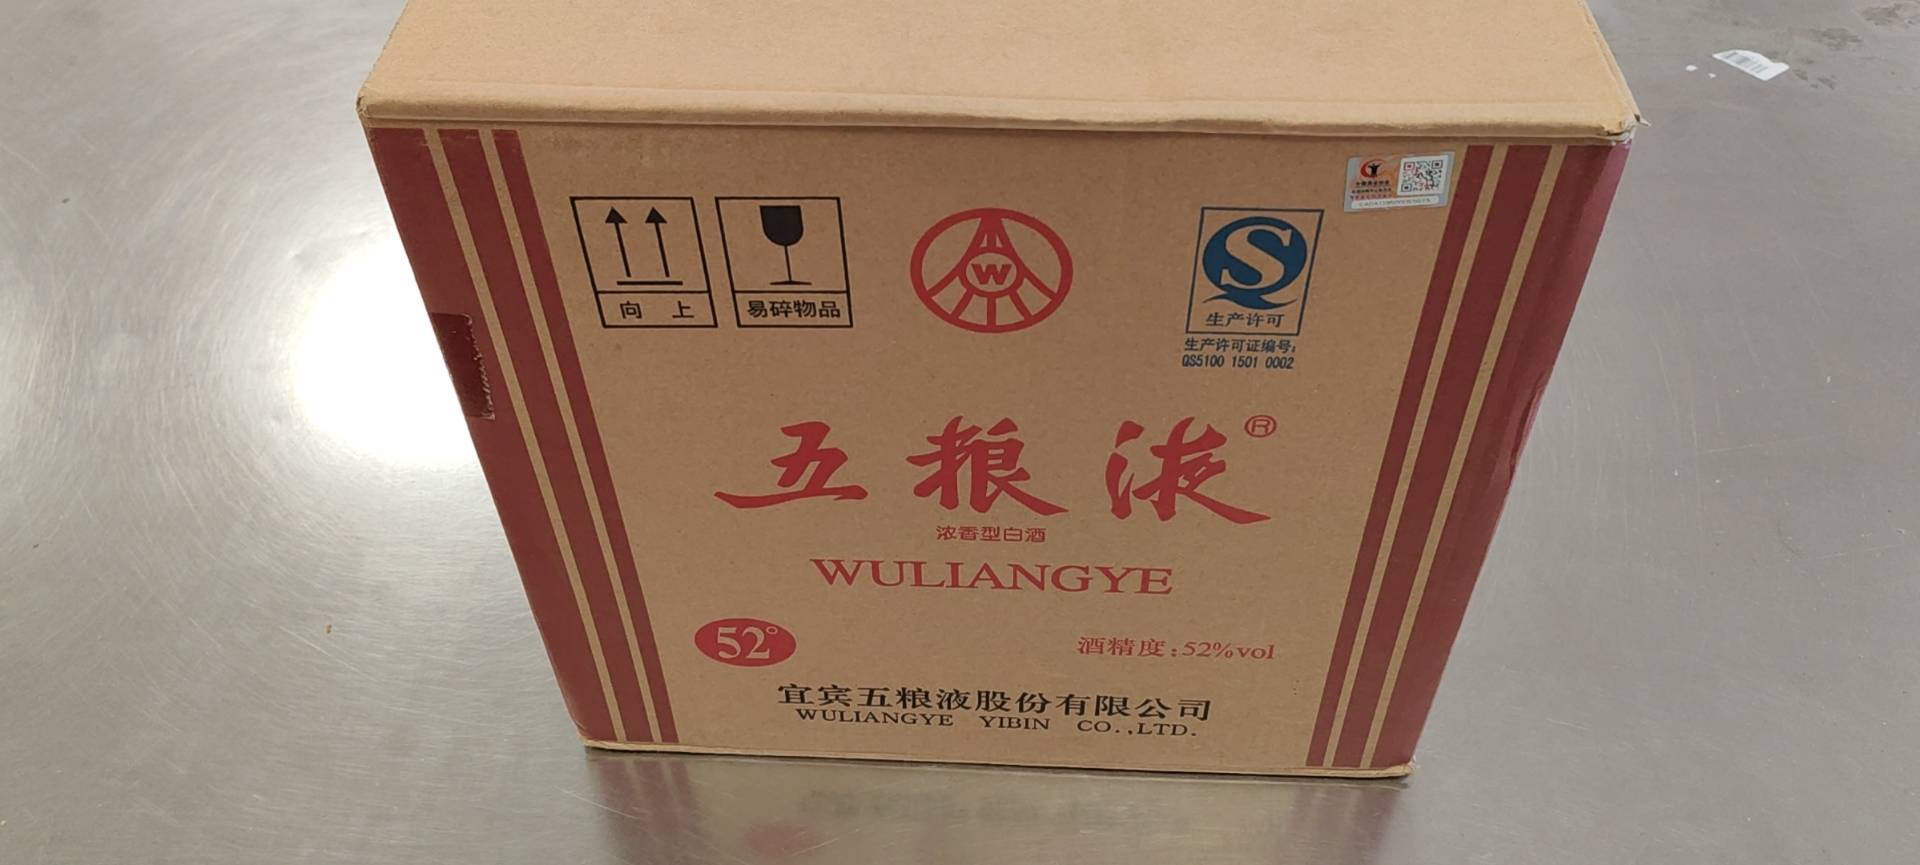 向 上
易碎物品
W
生产许可
生产许可证编号:
QS5100 1501 0002
五粮液®
浓香型白酒
WULIANGYE
52°
酒精度:52%vol
宜宾五粮液股份有限公司
WULIANGYE YIBIN CO.,LTD.